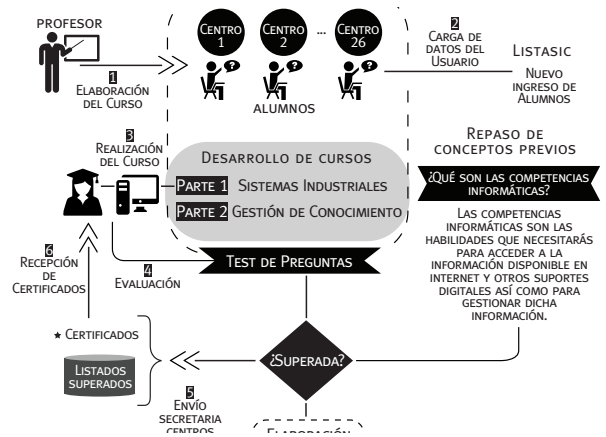 PROFESOR
1
ELABORACIÓN
DEL CURSO
CENTRO
1
CENTRO
2
...
CENTRO
26
?
?
?
ALUMNOS
2
CARGA DE
DATOS DEL
USUARIO
LISTASIC
NUEVO
INGRESO DE
ALUMNOS
3
REALIZACIÓN
DEL CURSO
DESARROLLO DE CURSOS
PARTE 1 SISTEMAS INDUSTRIALES
PARTE 2 GESTIÓN DE CONOCIMIENTO
TEST DE PREGUNTAS
REPASO DE
CONCEPTOS PREVIOS
¿QUÉ SON LAS COMPETENCIAS
INFORMÁTICAS?
LAS COMPETENCIAS
INFORMÁTICAS SON LAS
HABILIDADES QUE NECESITARÁS
PARA ACCEDER A LA
INFORMACIÓN DISPONIBLE EN
INTERNET Y OTROS SUPORTES
DIGITALES ASÍ COMO PARA
GESTIONAR DICHA
INFORMACIÓN.
4
EVALUACIÓN
6
RECEPCIÓN
DE
CERTIFICADOS
★ CERTIFICADOS
LISTADOS
SUPERADOS
¿SUPERADA?
5
ENVÍO
SECRETARIA
CENTROS
ELABORACIÓN